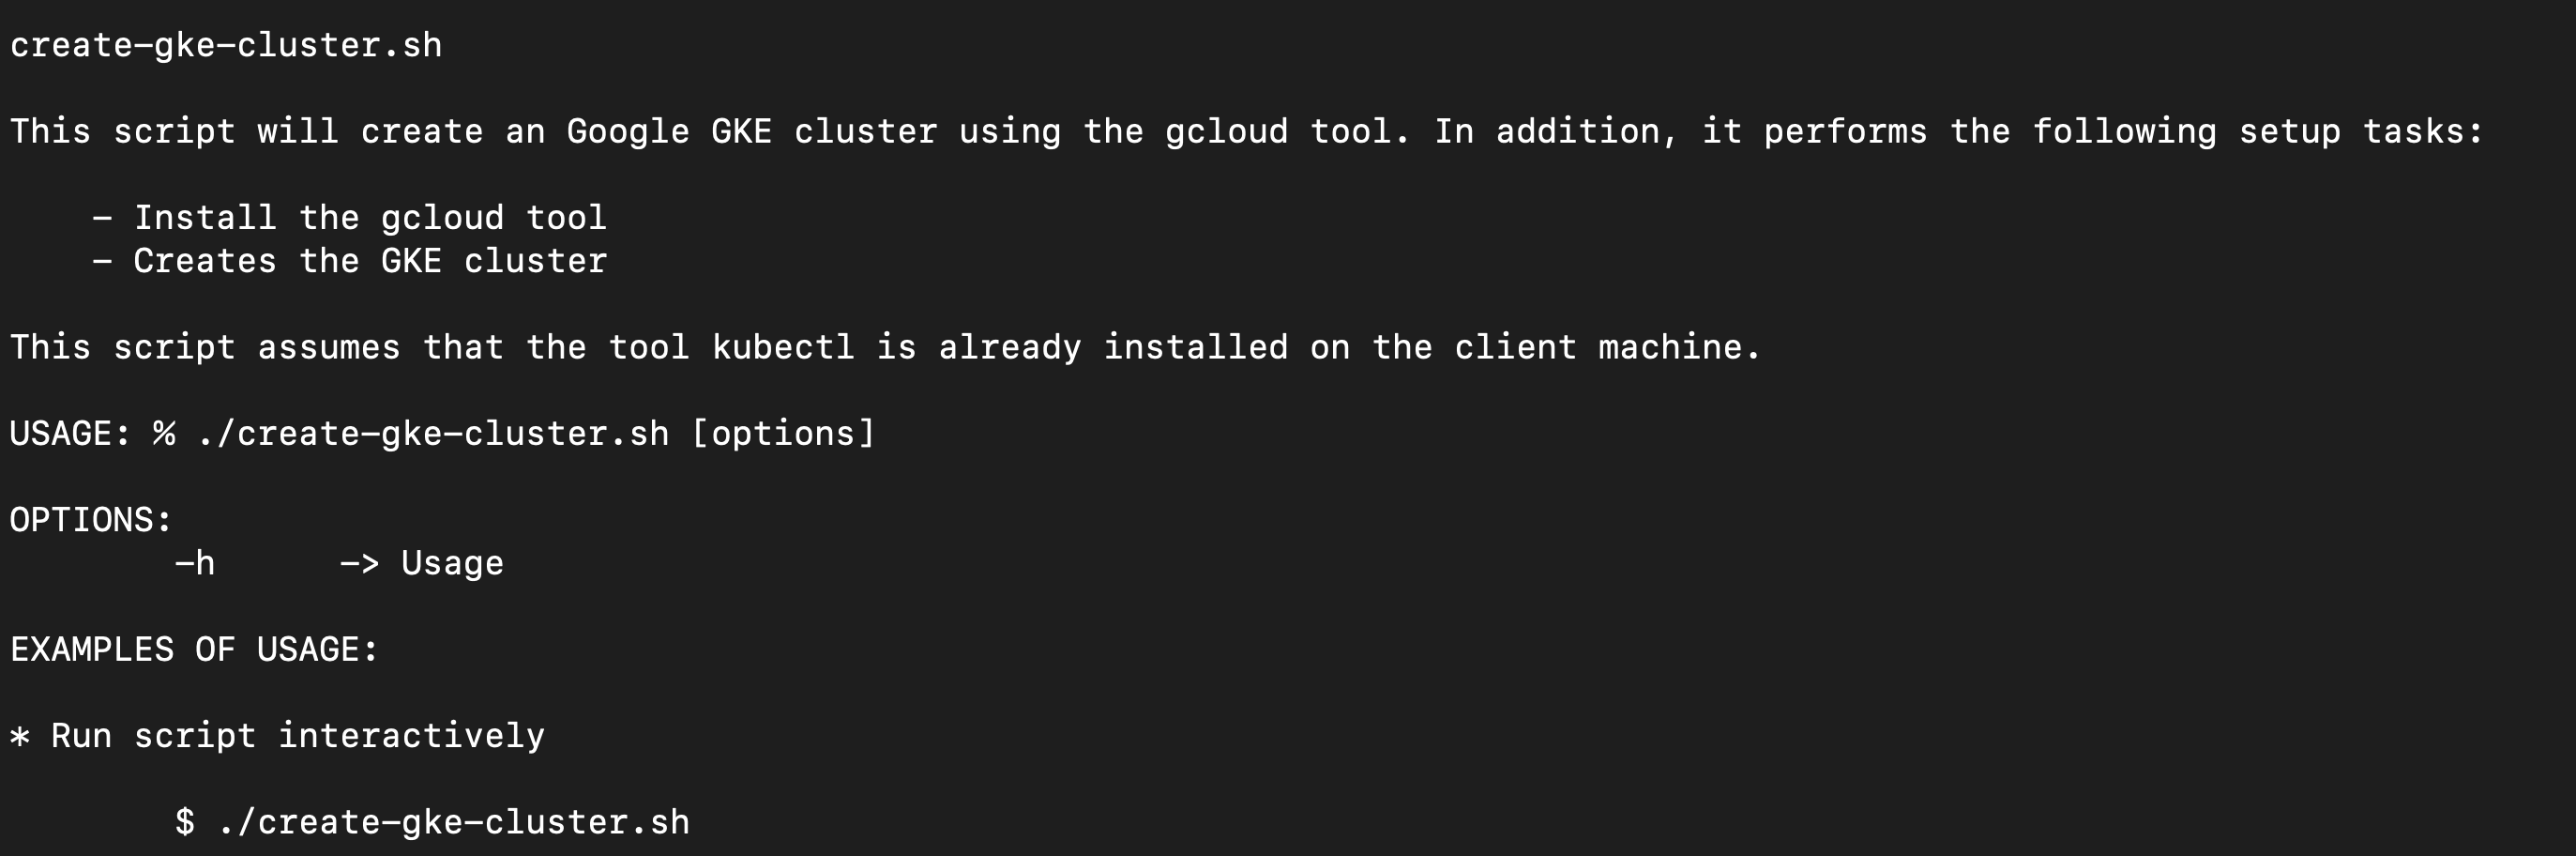 create-gke-cluster.sh
This script will create an Google GKE cluster using the gcloud tool. In addition, it performs the following setup tasks:
- Install the gcloud tool
- Creates the GKE cluster
This script assumes that the tool kubectl is already installed on the client machine.
USAGE: % ./create-gke-cluster.sh [options]
OPTIONS:
-h -> Usage
EXAMPLES OF USAGE:
* Run script interactively
$ ./create-gke-cluster.sh